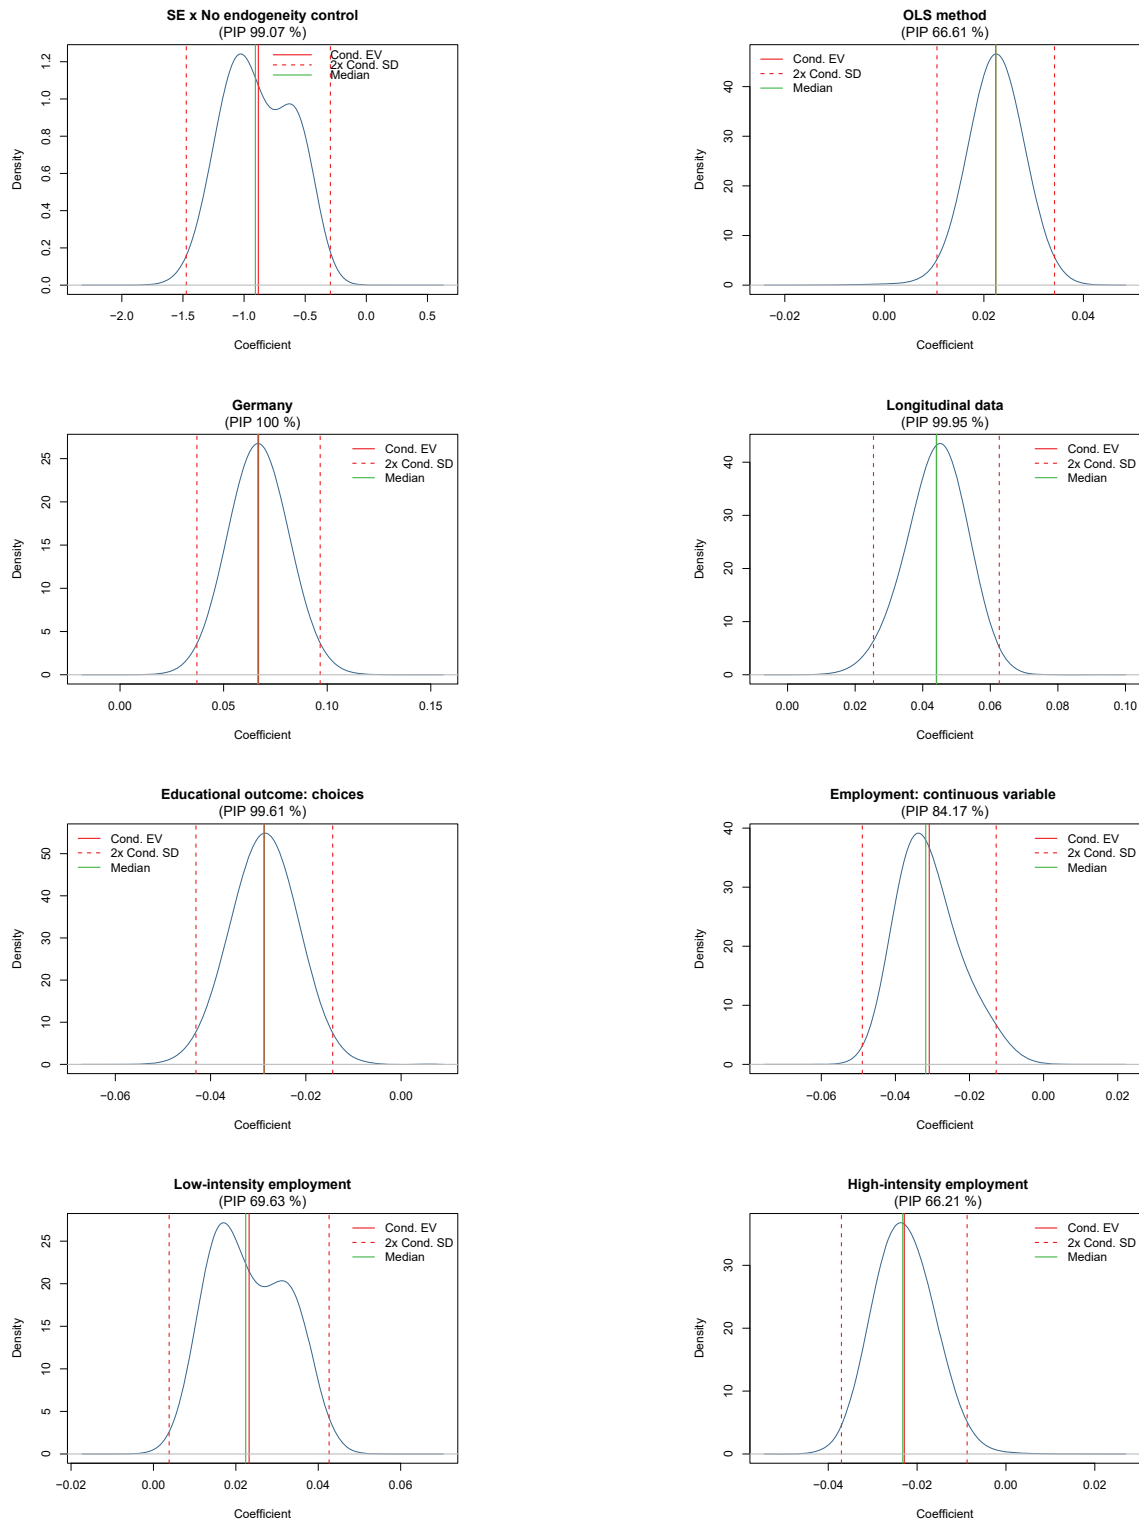 SE x No endogeneity control
(PIP 99.07 %)
Cond. EV
2x Cond. SD
Median
Density
0.0 0.2 0.4 0.6 0.8 1.0 1.2
−2.0 −1.5 −1.0 −0.5 0.0 0.5
Coefficient
OLS method
(PIP 66.61 %)
Cond. EV
2x Cond. SD
Median
Density
0 10 20 30 40
−0.02 0.00 0.02 0.04
Coefficient
Germany
(PIP 100 %)
Cond. EV
2x Cond. SD
Median
Density
0 5 10 15 20 25
0.00 0.05 0.10 0.15
Coefficient
Longitudinal data
(PIP 99.95 %)
Cond. EV
2x Cond. SD
Median
Density
0 10 20 30 40
0.00 0.02 0.04 0.06 0.08 0.10
Coefficient
Educational outcome: choices
(PIP 99.61 %)
Cond. EV
2x Cond. SD
Median
Density
0 10 20 30 40 50
−0.06 −0.04 −0.02 0.00
Coefficient
Employment: continuous variable
(PIP 84.17 %)
Cond. EV
2x Cond. SD
Median
Density
0 10 20 30 40
−0.06 −0.04 −0.02 0.00 0.02
Coefficient
Low-intensity employment
(PIP 69.63 %)
Cond. EV
2x Cond. SD
Median
Density
0 5 10 15 20 25
−0.02 0.00 0.02 0.04 0.06
Coefficient
High-intensity employment
(PIP 66.21 %)
Cond. EV
2x Cond. SD
Median
Density
0 10 20 30
−0.04 −0.02 0.00 0.02
Coefficient